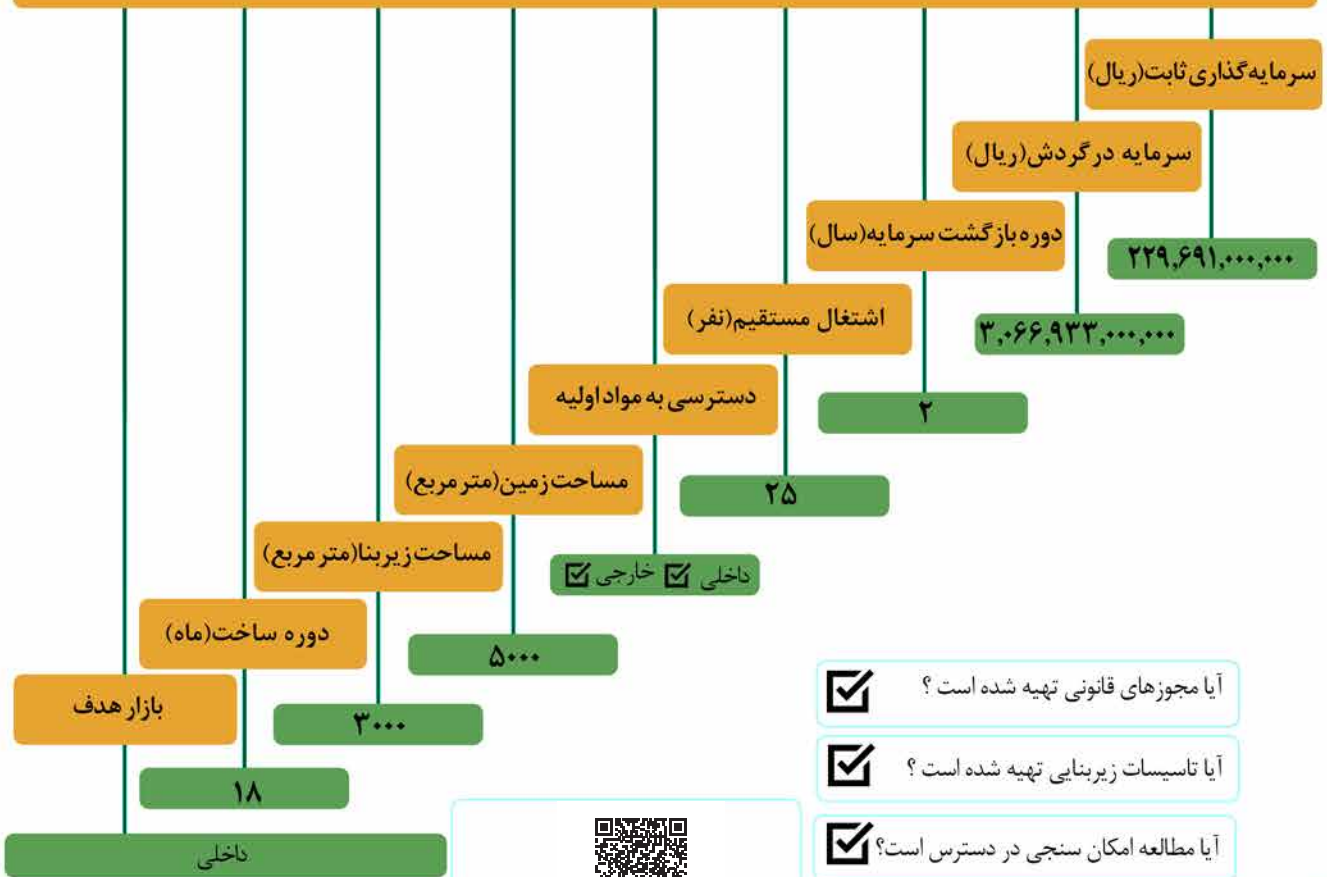 سرمایه‌گذاری ثابت(ریال)
۲۲۹,۶۹۱,۰۰۰,۰۰۰
سرمایه در گردش(ریال)
۳,۰۶۶,۹۳۳,۰۰۰,۰۰۰
دوره بازگشت سرمایه(سال)
۲
اشتغال مستقیم(نفر)
۲۵
دسترسی به مواد اولیه
داخلی ☑ خارجی ☑
مساحت زمین(متر مربع)
۵۰۰۰
مساحت زیربنا(متر مربع)
۳۰۰۰
دوره ساخت(ماه)
۱۸
بازار هدف
داخلی
آیا مجوزهای قانونی تهیه شده است ؟ ☑
آیا تاسیسات زیربنایی تهیه شده است ؟ ☑
آیا مطالعه امکان سنجی در دسترس است؟ ☑